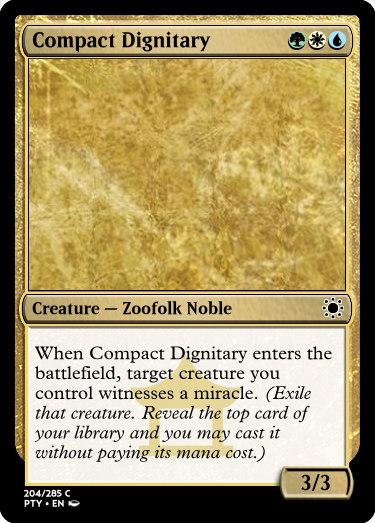 Compact Dignitary
Creature — Zoofolk Noble
When Compact Dignitary enters the
battlefield, target creature you
control witnesses a miracle. (Exile
that creature. Reveal the top card of
your library and you may cast it
without paying its mana cost.)
3/3
204/285 C
PTY • EN